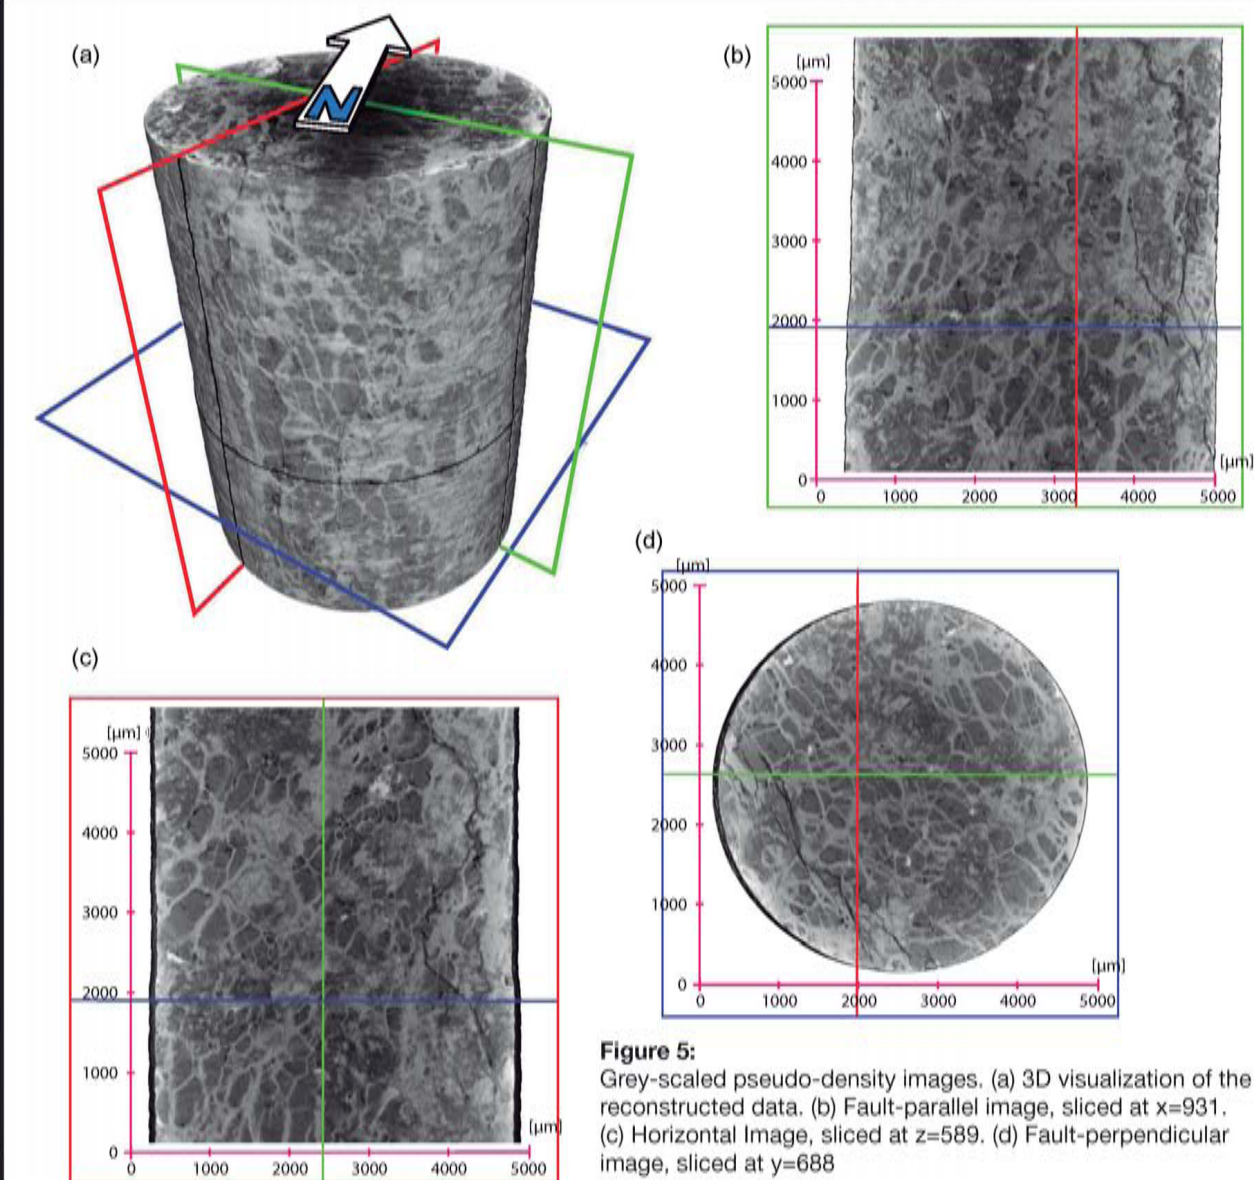 (a)
N
(b)
[µm]
5000
4000
3000
2000
1000
0
[µm]
0 1000 2000 3000 4000 5000
(d)
[µm]
5000
4000
3000
2000
1000
0
[µm]
0 1000 2000 3000 4000 5000
(c)
[µm]
5000
4000
3000
2000
1000
0
[µm]
0 1000 2000 3000 4000 5000
Figure 5:
Grey-scaled pseudo-density images. (a) 3D visualization of the
reconstructed data. (b) Fault-parallel image, sliced at x=931.
(c) Horizontal Image, sliced at z=589. (d) Fault-perpendicular
image, sliced at y=688